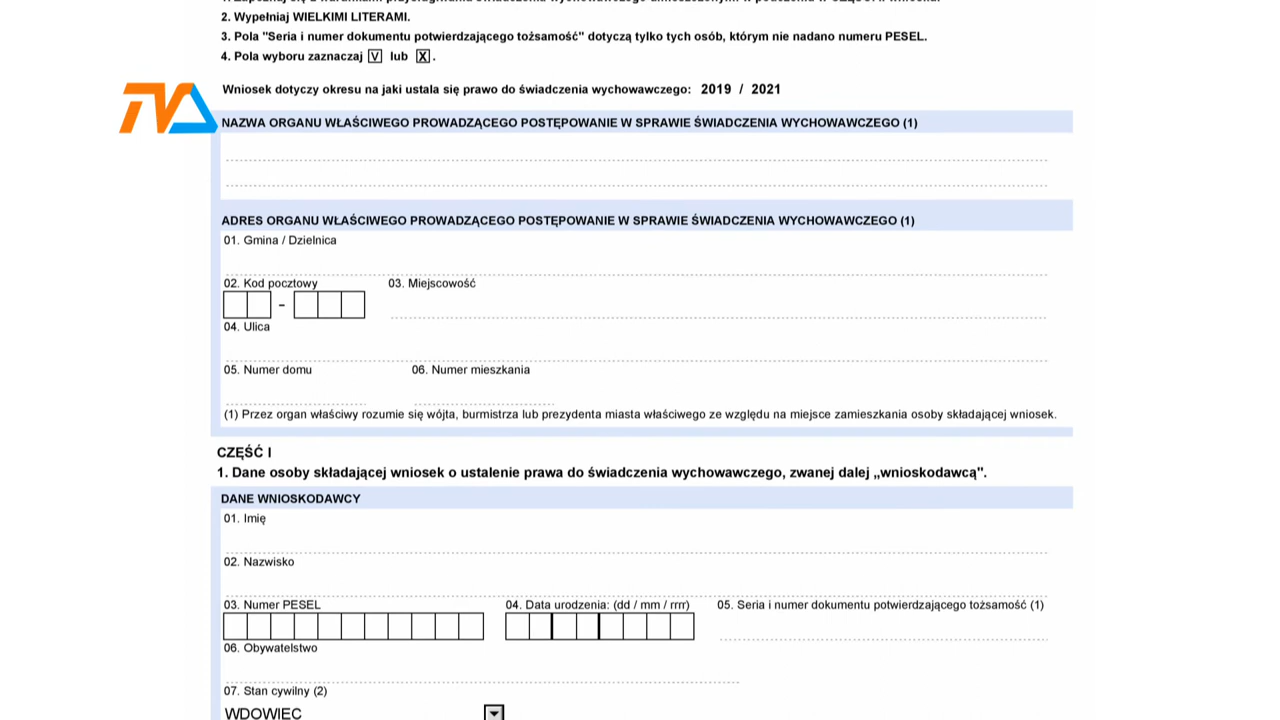 2. Wypełniaj WIELKIMI LITERAMI.
3. Pola "Seria i numer dokumentu potwierdzającego tożsamość" dotyczą tylko tych osób, którym nie nadano numeru PESEL.
4. Pola wyboru zaznaczaj V lub X.
Wniosek dotyczy okresu na jaki ustala się prawo do świadczenia wychowawczego: 2019 / 2021
TVA
NAZWA ORGANU WŁAŚCIWEGO PROWADZĄCEGO POSTĘPOWANIE W SPRAWIE ŚWIADCZENIA WYCHOWAWCZEGO (1)
ADRES ORGANU WŁAŚCIWEGO PROWADZĄCEGO POSTĘPOWANIE W SPRAWIE ŚWIADCZENIA WYCHOWAWCZEGO (1)
01. Gmina / Dzielnica
02. Kod pocztowy 03. Miejscowość
-
04. Ulica
05. Numer domu 06. Numer mieszkania
(1) Przez organ właściwy rozumie się wójta, burmistrza lub prezydenta miasta właściwego ze względu na miejsce zamieszkania osoby składającej wniosek.
CZĘŚĆ I
1. Dane osoby składającej wniosek o ustalenie prawa do świadczenia wychowawczego, zwanej dalej „wnioskodawcą".
DANE WNIOSKODAWCY
01. Imię
02. Nazwisko
03. Numer PESEL 04. Data urodzenia: (dd / mm / rrrr) 05. Seria i numer dokumentu potwierdzającego tożsamość (1)
06. Obywatelstwo
07. Stan cywilny (2)
WDOWIEC